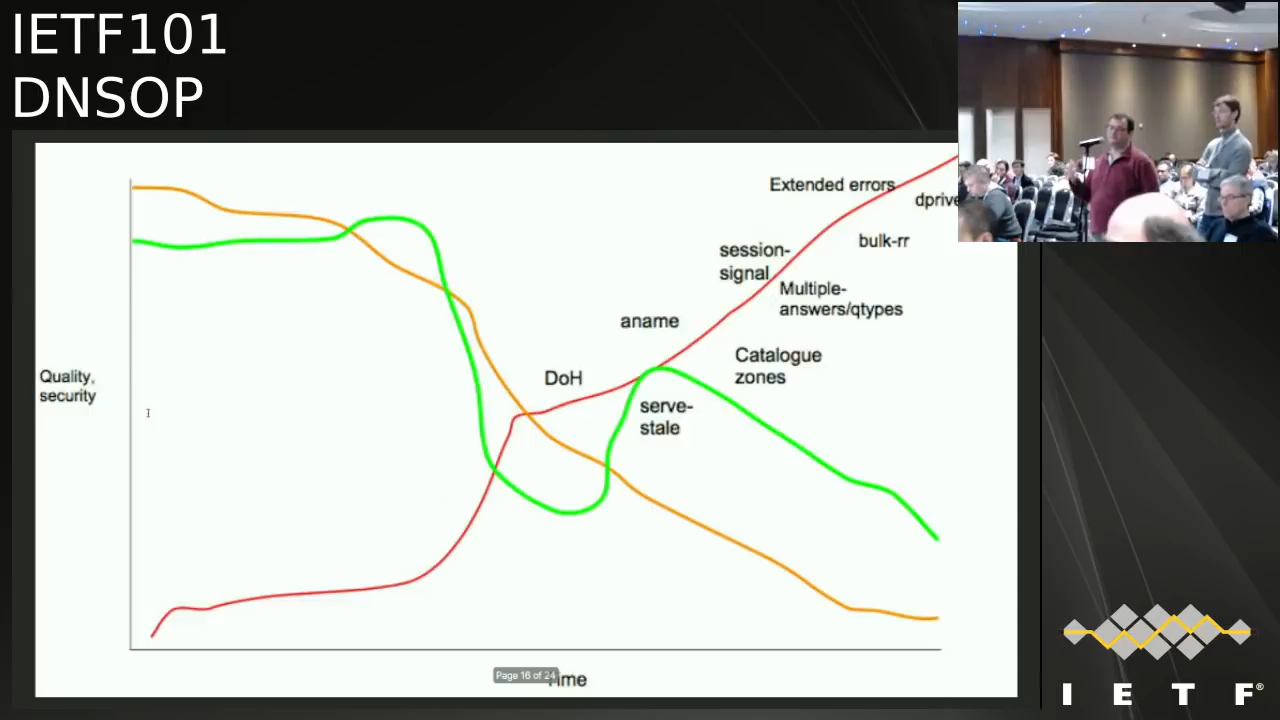 IETF101
DNSOP
Extended errors
dprive
session-
signal
bulk-rr
Multiple-
answers/qtypes
aname
Catalogue
zones
DoH
Quality,
security
serve-
stale
Page 16 of 24
Time
I E T F®